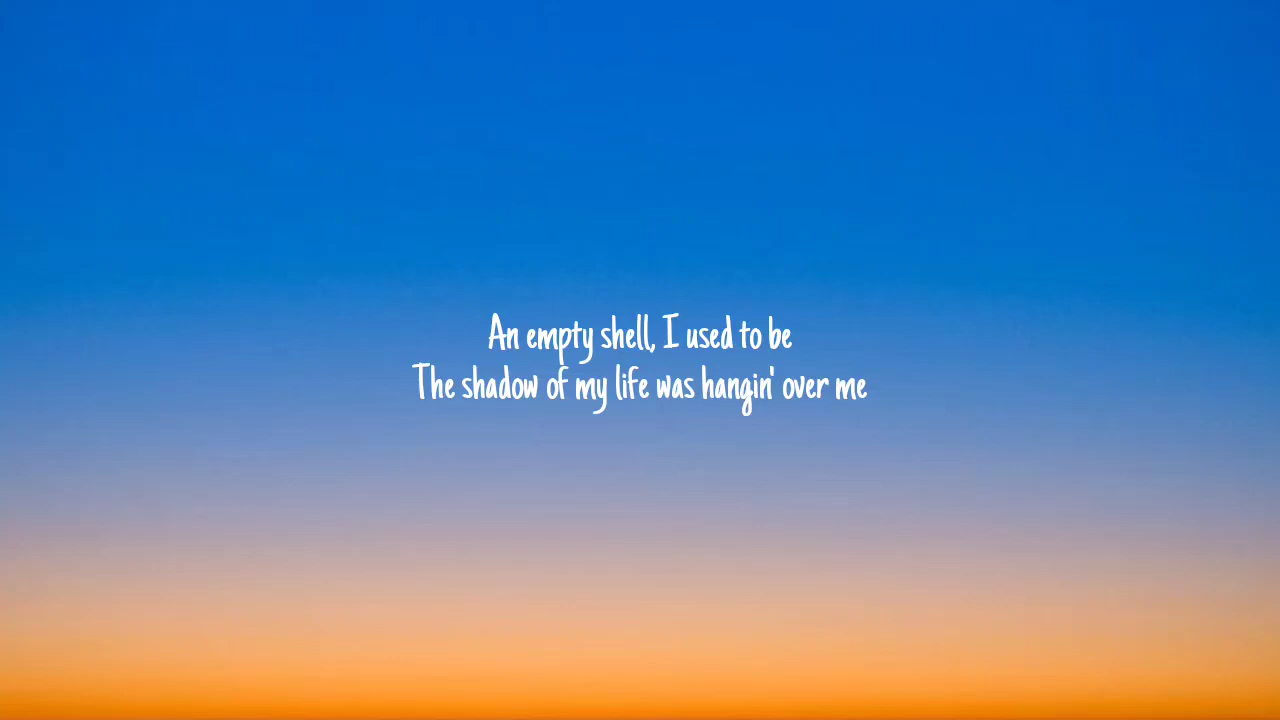 An empty shell, I used to be
The shadow of my life was hangin' over me